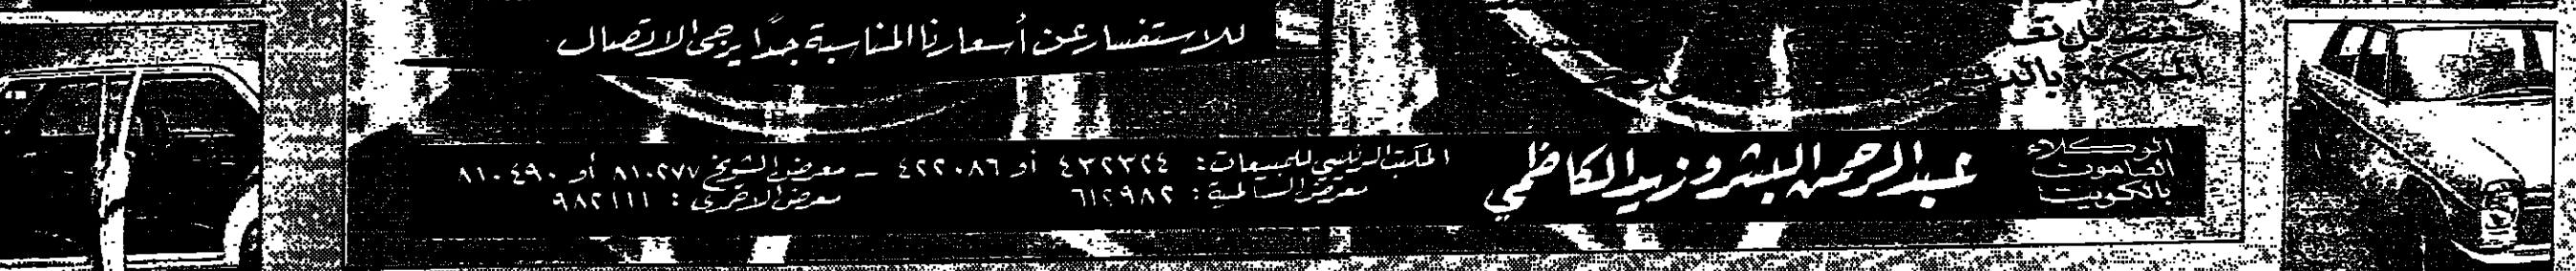 للاستفسار عن أسعارنا المناسبة جداً يرجى الاتصال
الوكلاء
العامون
بالكويت
عبدالرحمن البشر وزيد الكاظمي
المكتب الرئيسي للمبيعات: ٤٣٢٣٢٤ أو ٤٢٢٠٨٦ – معرض الشويخ ٨١٠٢٧٧ أو ٨١٠٤٩٠
معرض السالمية: ٦١٢٩٨٢ معرض الاحمدي: ٩٨٢١١١